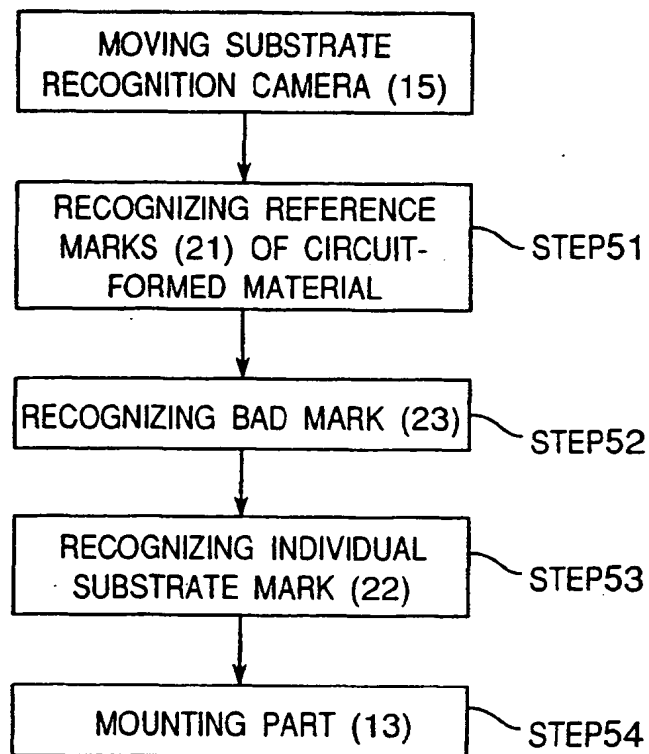 MOVING SUBSTRATE
RECOGNITION CAMERA (15)
RECOGNIZING REFERENCE
MARKS (21) OF CIRCUIT-
FORMED MATERIAL
STEP51
RECOGNIZING BAD MARK (23)
STEP52
RECOGNIZING INDIVIDUAL
SUBSTRATE MARK (22)
STEP53
MOUNTING PART (13)
STEP54